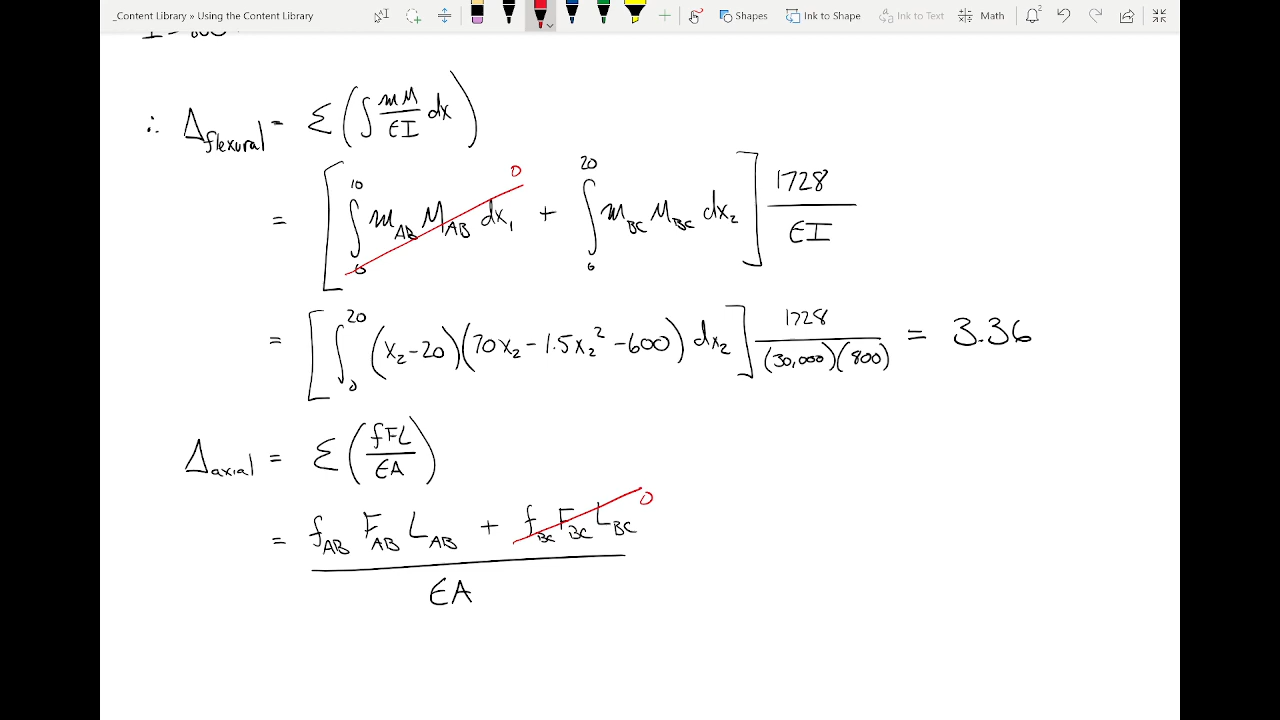 _Content Library » Using the Content Library
Shapes Ink to Shape Ink to Text Math 2
∴ Δflexural = Σ(∫ mM/EI dx)
= [∫₀¹⁰ m_AB M_AB dx₁ 0 + ∫₀²⁰ m_BC M_BC dx₂] 1728/EI
= [∫₀²⁰ (x₂-20)(70x₂ - 1.5x₂² - 600) dx₂] 1728/(30,000)(800) = 3.36
Δaxial = Σ(fFL/EA)
= f_AB F_AB L_AB + f_BC F_BC L_BC 0
EA